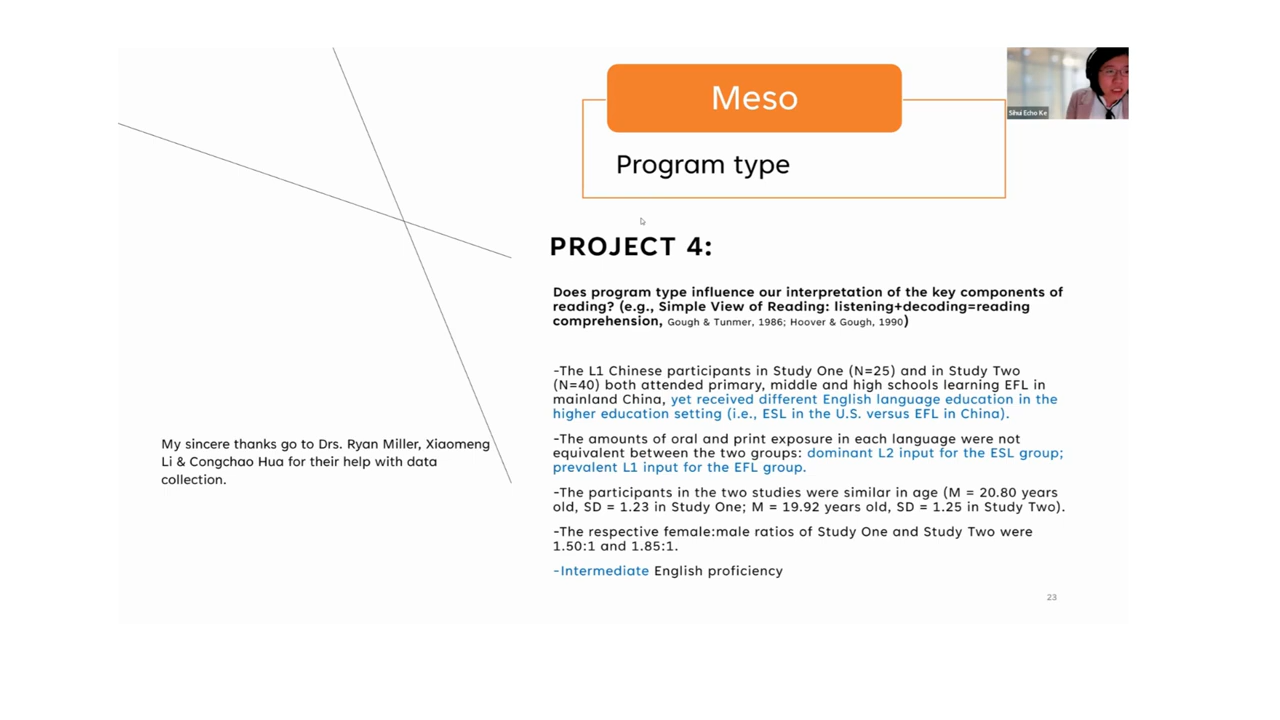 Meso
Sihui Echo Ke
Program type
PROJECT 4:
Does program type influence our interpretation of the key components of
reading? (e.g., Simple View of Reading: listening+decoding=reading
comprehension, Gough & Tunmer, 1986; Hoover & Gough, 1990)
-The L1 Chinese participants in Study One (N=25) and in Study Two
(N=40) both attended primary, middle and high schools learning EFL in
mainland China, yet received different English language education in the
higher education setting (i.e., ESL in the U.S. versus EFL in China).
-The amounts of oral and print exposure in each language were not
equivalent between the two groups: dominant L2 input for the ESL group;
prevalent L1 input for the EFL group.
-The participants in the two studies were similar in age (M = 20.80 years
old, SD = 1.23 in Study One; M = 19.92 years old, SD = 1.25 in Study Two).
-The respective female:male ratios of Study One and Study Two were
1.50:1 and 1.85:1.
-Intermediate English proficiency
My sincere thanks go to Drs. Ryan Miller, Xiaomeng
Li & Congchao Hua for their help with data
collection.
23